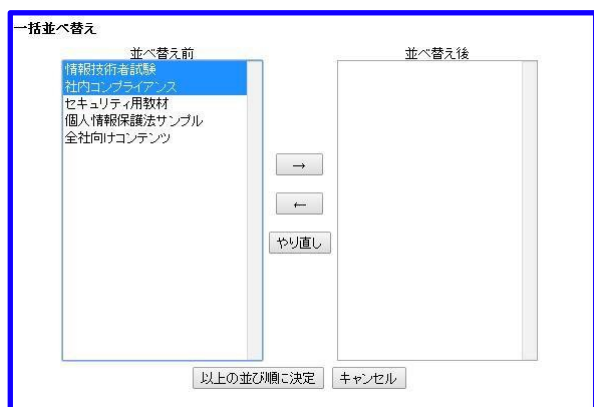 一括並べ替え
並べ替え前
並べ替え後
情報技術者試験
社内コンプライアンス
セキュリティ用教材
個人情報保護法サンプル
全社向けコンテンツ
→
←
やり直し
以上の並び順に決定
キャンセル